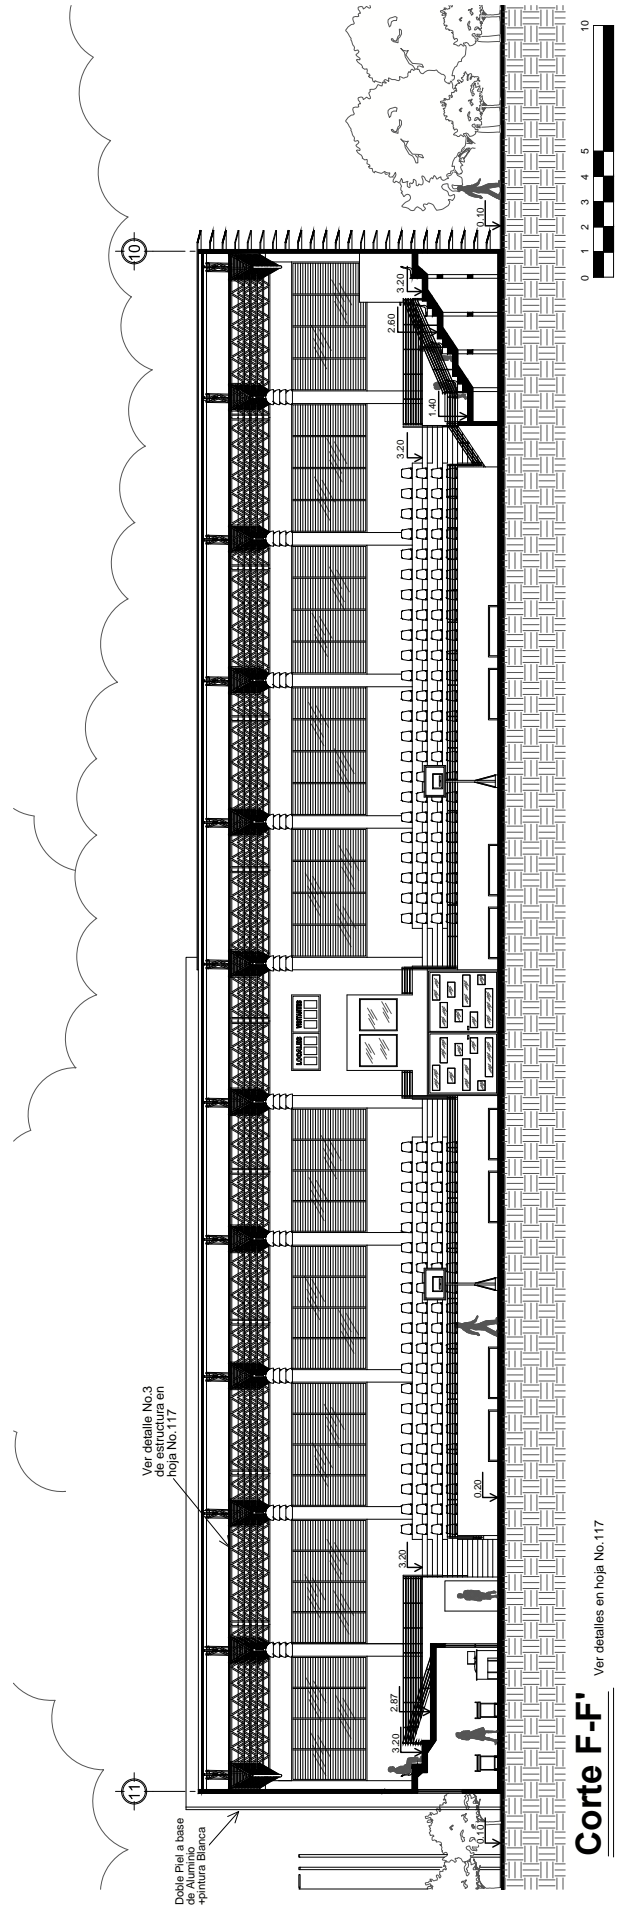 11
10
Doble Piel a base
de Aluminio
+pintura Blanca
Ver detalle No.3
de estructura en
hoja No.117
LOCALES
VISITANTES
0.10
3.20
2.87
3.20
0.20
3.20
1.40
2.60
3.20
0.10
Corte F-F'
Ver detalles en hoja No.117
0
1
2
3
4
5
10